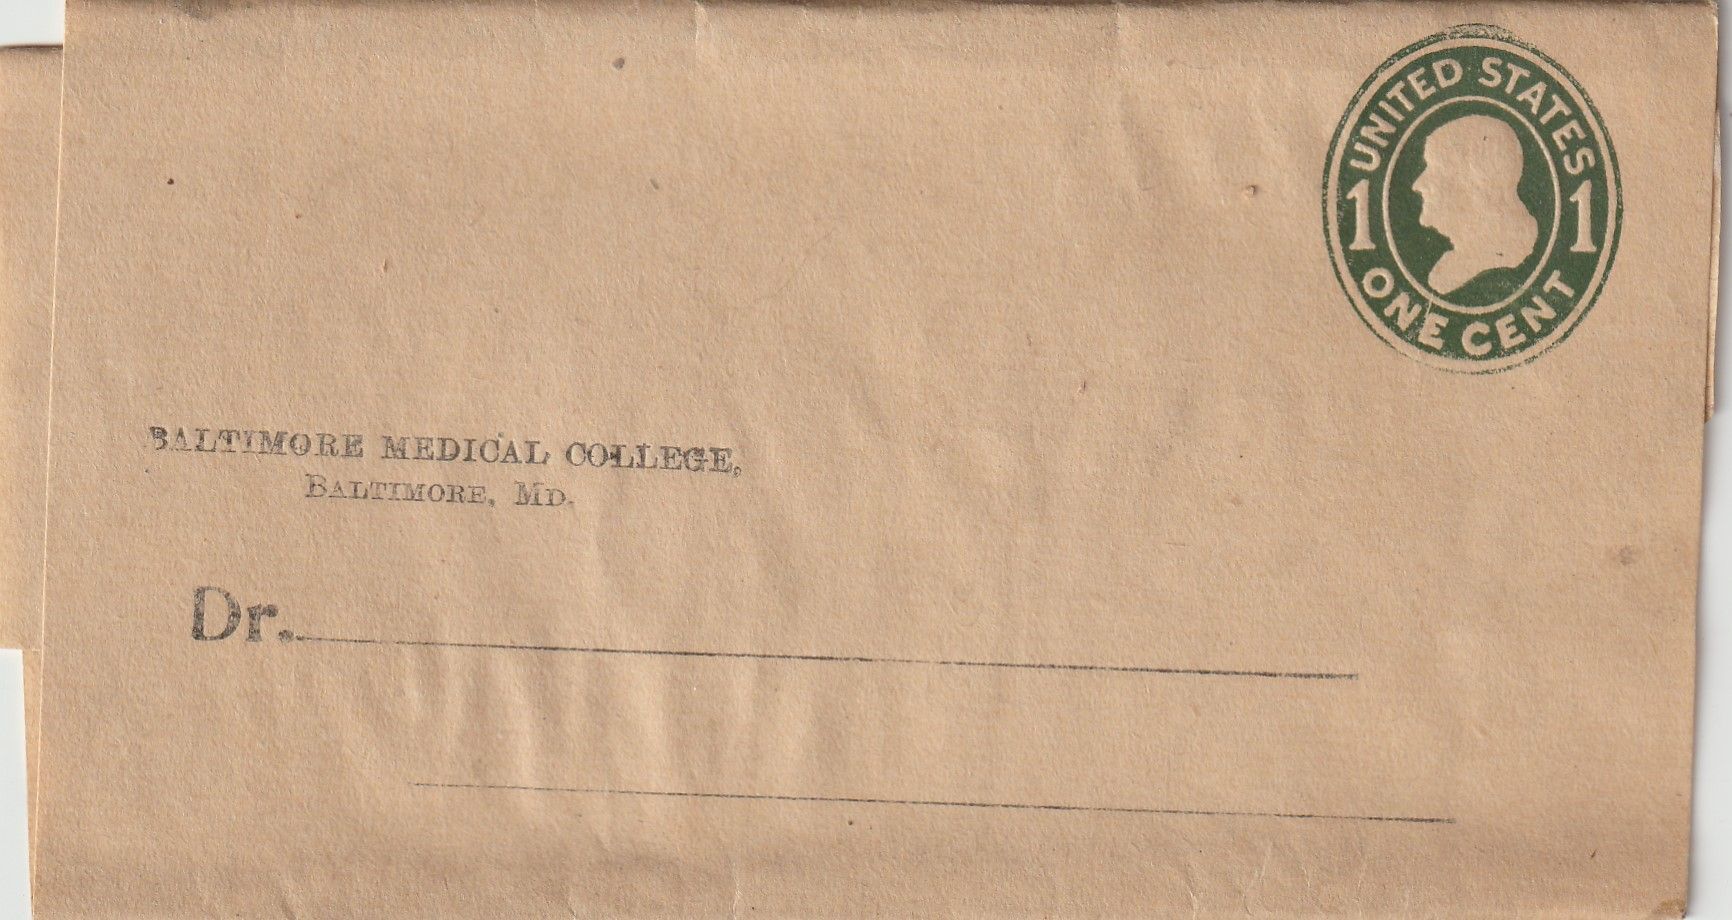 UNITED STATES
1 1
ONE CENT
BALTIMORE MEDICAL COLLEGE,
BALTIMORE, MD.
Dr.